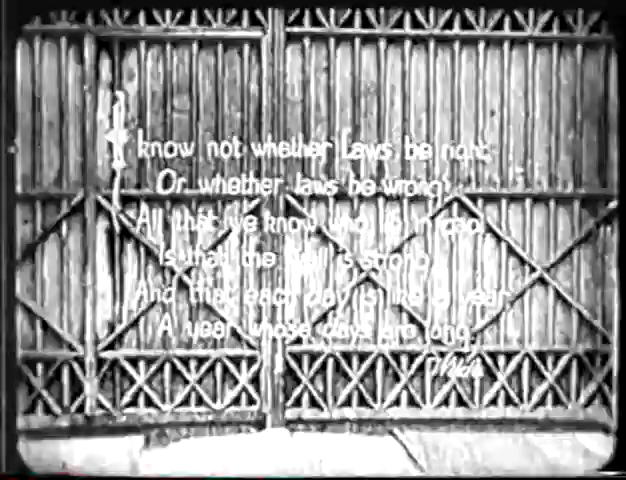 I know not whether Laws be right
Or whether laws be wrong
All that we know who lie in gaol
Is that the wall is strong
And that each day is like a year
A year whose days are long